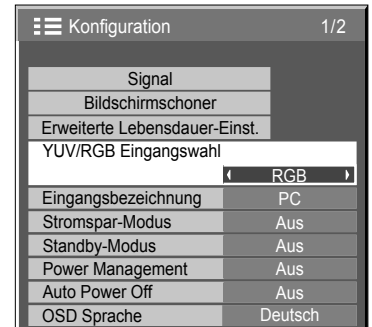 Konfiguration 1/2
Signal
Bildschirmschoner
Erweiterte Lebensdauer-Einst.
YUV/RGB Eingangswahl
RGB
Eingangsbezeichnung PC
Stromspar-Modus Aus
Standby-Modus Aus
Power Management Aus
Auto Power Off Aus
OSD Sprache Deutsch